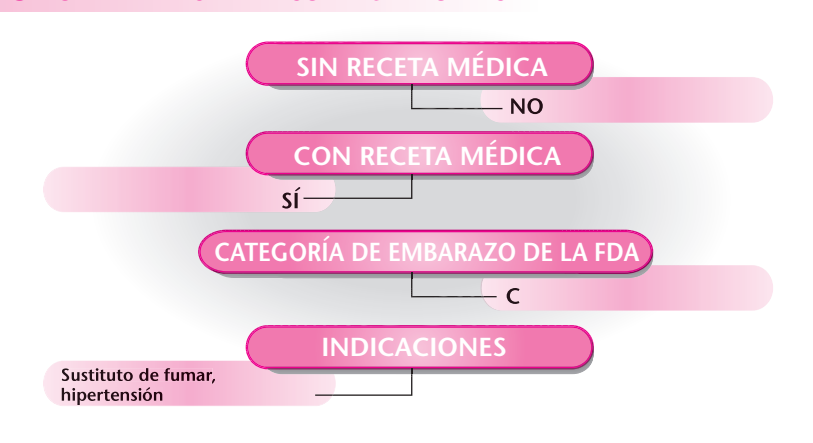 SIN RECETA MÉDICA
NO
CON RECETA MÉDICA
SÍ
CATEGORÍA DE EMBARAZO DE LA FDA
C
INDICACIONES
Sustituto de fumar,
hipertensión